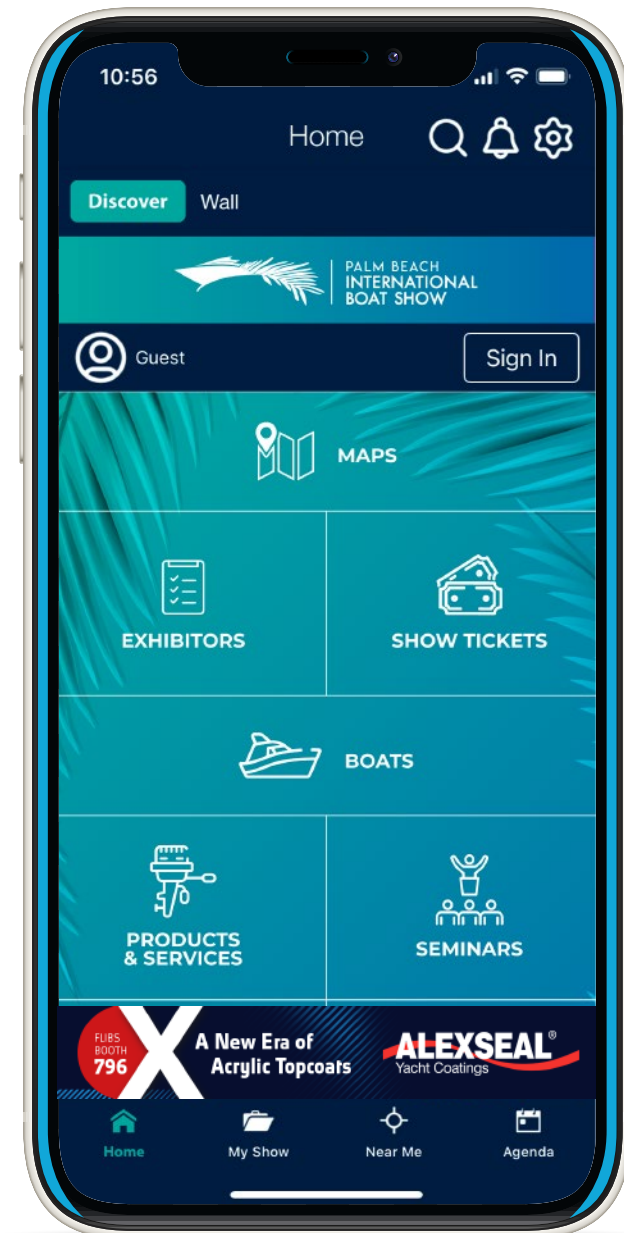 10:56
Home
Discover
Wall
PALM BEACH
INTERNATIONAL
BOAT SHOW
Guest
Sign In
MAPS
EXHIBITORS
SHOW TICKETS
BOATS
PRODUCTS
& SERVICES
SEMINARS
FLIBS
BOOTH
796
X
A New Era of
Acrylic Topcoats
ALEXSEAL®
Yacht Coatings
Home
My Show
Near Me
Agenda